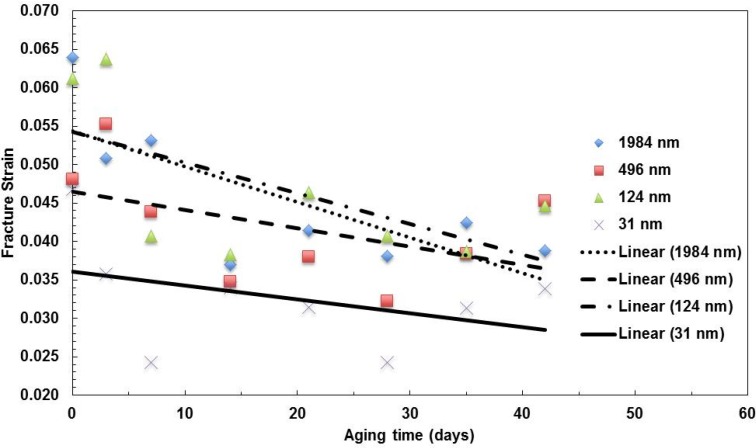 0.070
0.060
0.055
0.050
0.045
0.040
0.035
0.030
0.025
0.020
Fracture Strain
0
10
20
30
40
50
60
Aging time (days)
1984 nm
496 nm
124 nm
31 nm
Linear (1984 nm)
Linear (496 nm)
Linear (124 nm)
Linear (31 nm)